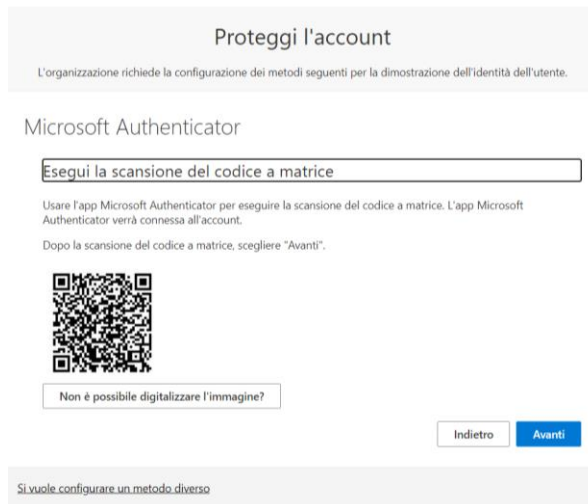 Proteggi l'account
L'organizzazione richiede la configurazione dei metodi seguenti per la dimostrazione dell'identità dell'utente.
Microsoft Authenticator
Esegui la scansione del codice a matrice
Usare l'app Microsoft Authenticator per eseguire la scansione del codice a matrice. L'app Microsoft
Authenticator verrà connessa all'account.
Dopo la scansione del codice a matrice, scegliere "Avanti".
Non è possibile digitalizzare l'immagine?
Indietro
Avanti
Si vuole configurare un metodo diverso